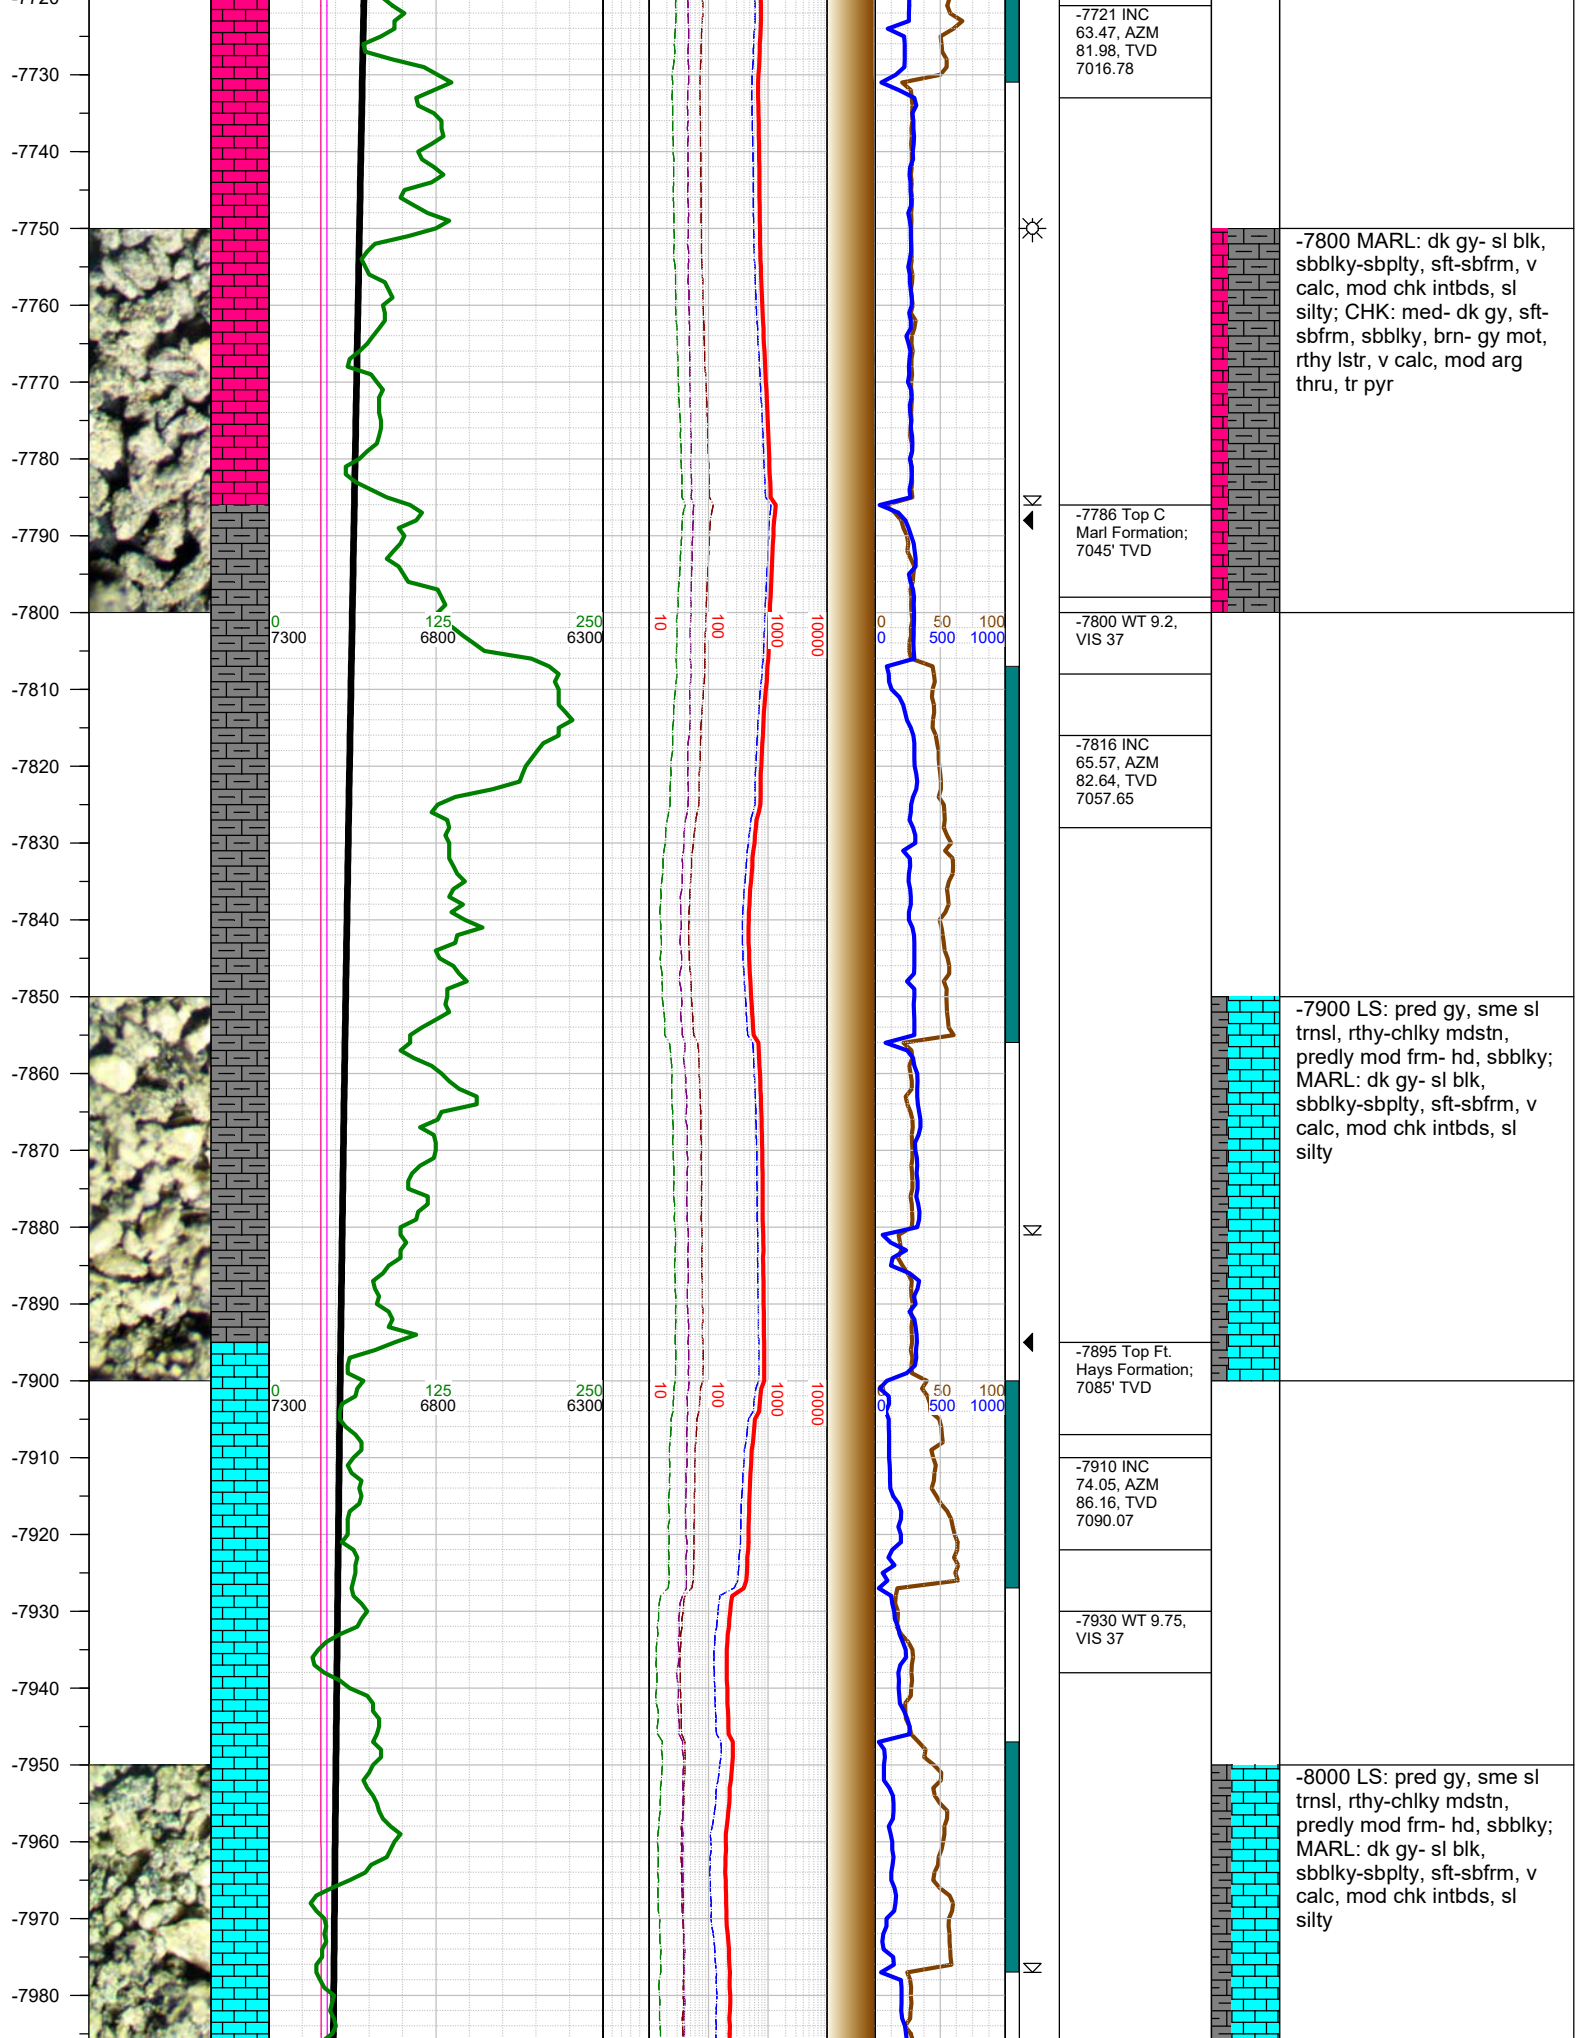 -7720
-7730
-7740
-7750
-7760
-7770
-7780
-7790
-7800
-7810
-7820
-7830
-7840
-7850
-7860
-7870
-7880
-7890
-7900
-7910
-7920
-7930
-7940
-7950
-7960
-7970
-7980
0 125 250
7300 6800 6300
10 100 1000 10000
0 50 100
0 500 1000
0 125 250
7300 6800 6300
10 100 1000 10000
0 50 100
0 500 1000
-7721 INC
63.47, AZM
81.98, TVD
7016.78
-7786 Top C
Marl Formation;
7045' TVD
-7800 WT 9.2,
VIS 37
-7816 INC
65.57, AZM
82.64, TVD
7057.65
-7895 Top Ft.
Hays Formation;
7085' TVD
-7910 INC
74.05, AZM
86.16, TVD
7090.07
-7930 WT 9.75,
VIS 37
-7800 MARL: dk gy- sl blk,
sbblky-sbplty, sft-sbfrm, v
calc, mod chk intbds, sl
silty; CHK: med- dk gy, sft-
sbfrm, sbblky, brn- gy mot,
rthy lstr, v calc, mod arg
thru, tr pyr
-7900 LS: pred gy, sme sl
trnsl, rthy-chlky mdstn,
predly mod frm- hd, sbblky;
MARL: dk gy- sl blk,
sbblky-sbplty, sft-sbfrm, v
calc, mod chk intbds, sl
silty
-8000 LS: pred gy, sme sl
trnsl, rthy-chlky mdstn,
predly mod frm- hd, sbblky;
MARL: dk gy- sl blk,
sbblky-sbplty, sft-sbfrm, v
calc, mod chk intbds, sl
silty